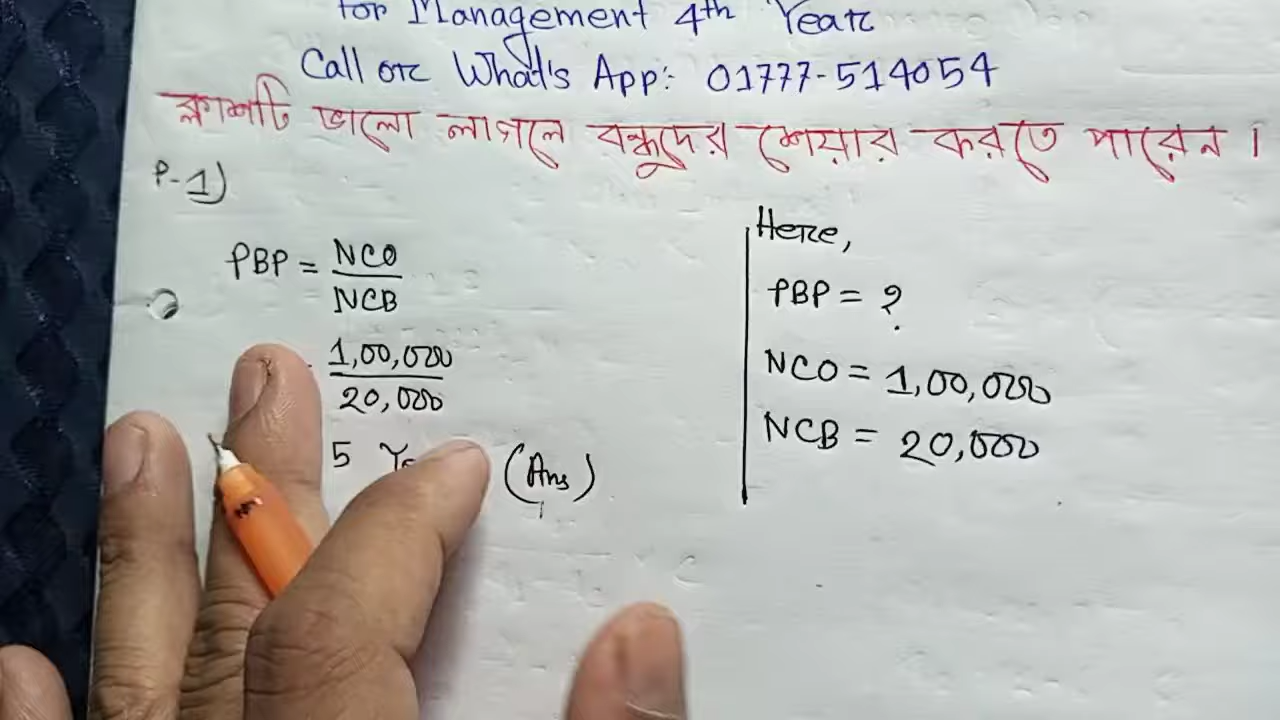 for Management 4th Year
Call or What's App: 01777-514054
ক্লাশটি ভালো লাগলে বন্ধুদের শেয়ার করতে পারেন।
P-1)
PBP = NCO
NCB
1,00,000
20,000
5
(Ans)
Here,
PBP = ?
NCO = 1,00,000
NCB = 20,000